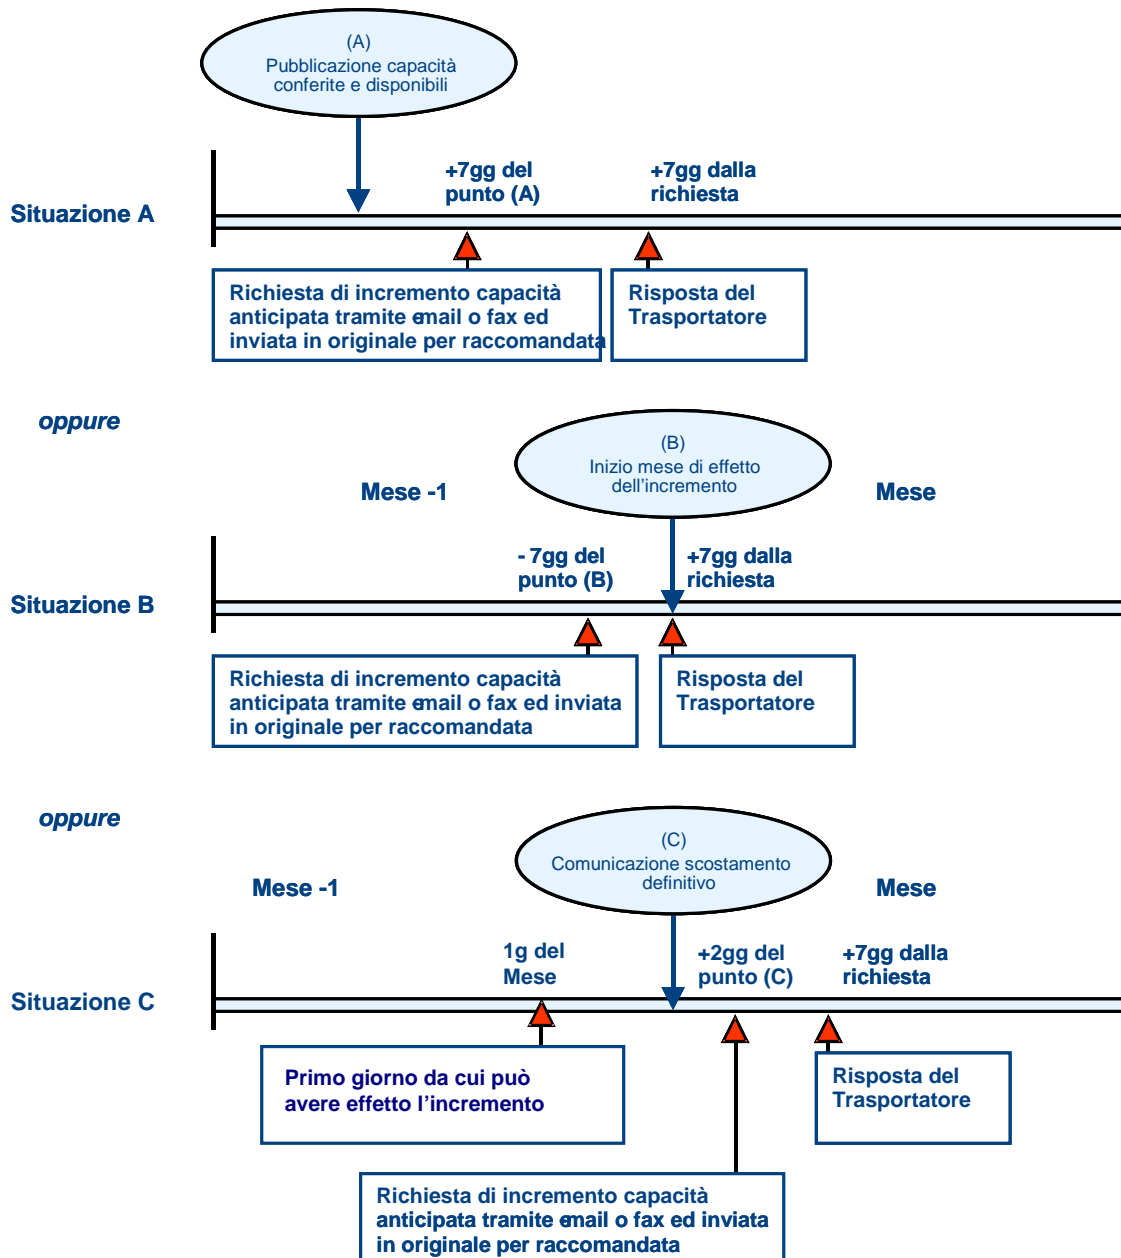 (A)
Pubblicazione capacità
conferite e disponibili
+7gg del
punto (A)
+7gg dalla
richiesta
Situazione A
Richiesta di incremento capacità
anticipata tramite email o fax ed
inviata in originale per raccomandata
Risposta del
Trasportatore
oppure
(B)
Inizio mese di effetto
dell'incremento
Mese -1
Mese
- 7gg del
punto (B)
+7gg dalla
richiesta
Situazione B
Richiesta di incremento capacità
anticipata tramite email o fax ed inviata
in originale per raccomandata
Risposta del
Trasportatore
oppure
(C)
Comunicazione scostamento
definitivo
Mese -1
Mese
1g del
Mese
+2gg del
punto (C)
+7gg dalla
richiesta
Situazione C
Primo giorno da cui può
avere effetto l'incremento
Risposta del
Trasportatore
Richiesta di incremento capacità
anticipata tramite email o fax ed inviata
in originale per raccomandata